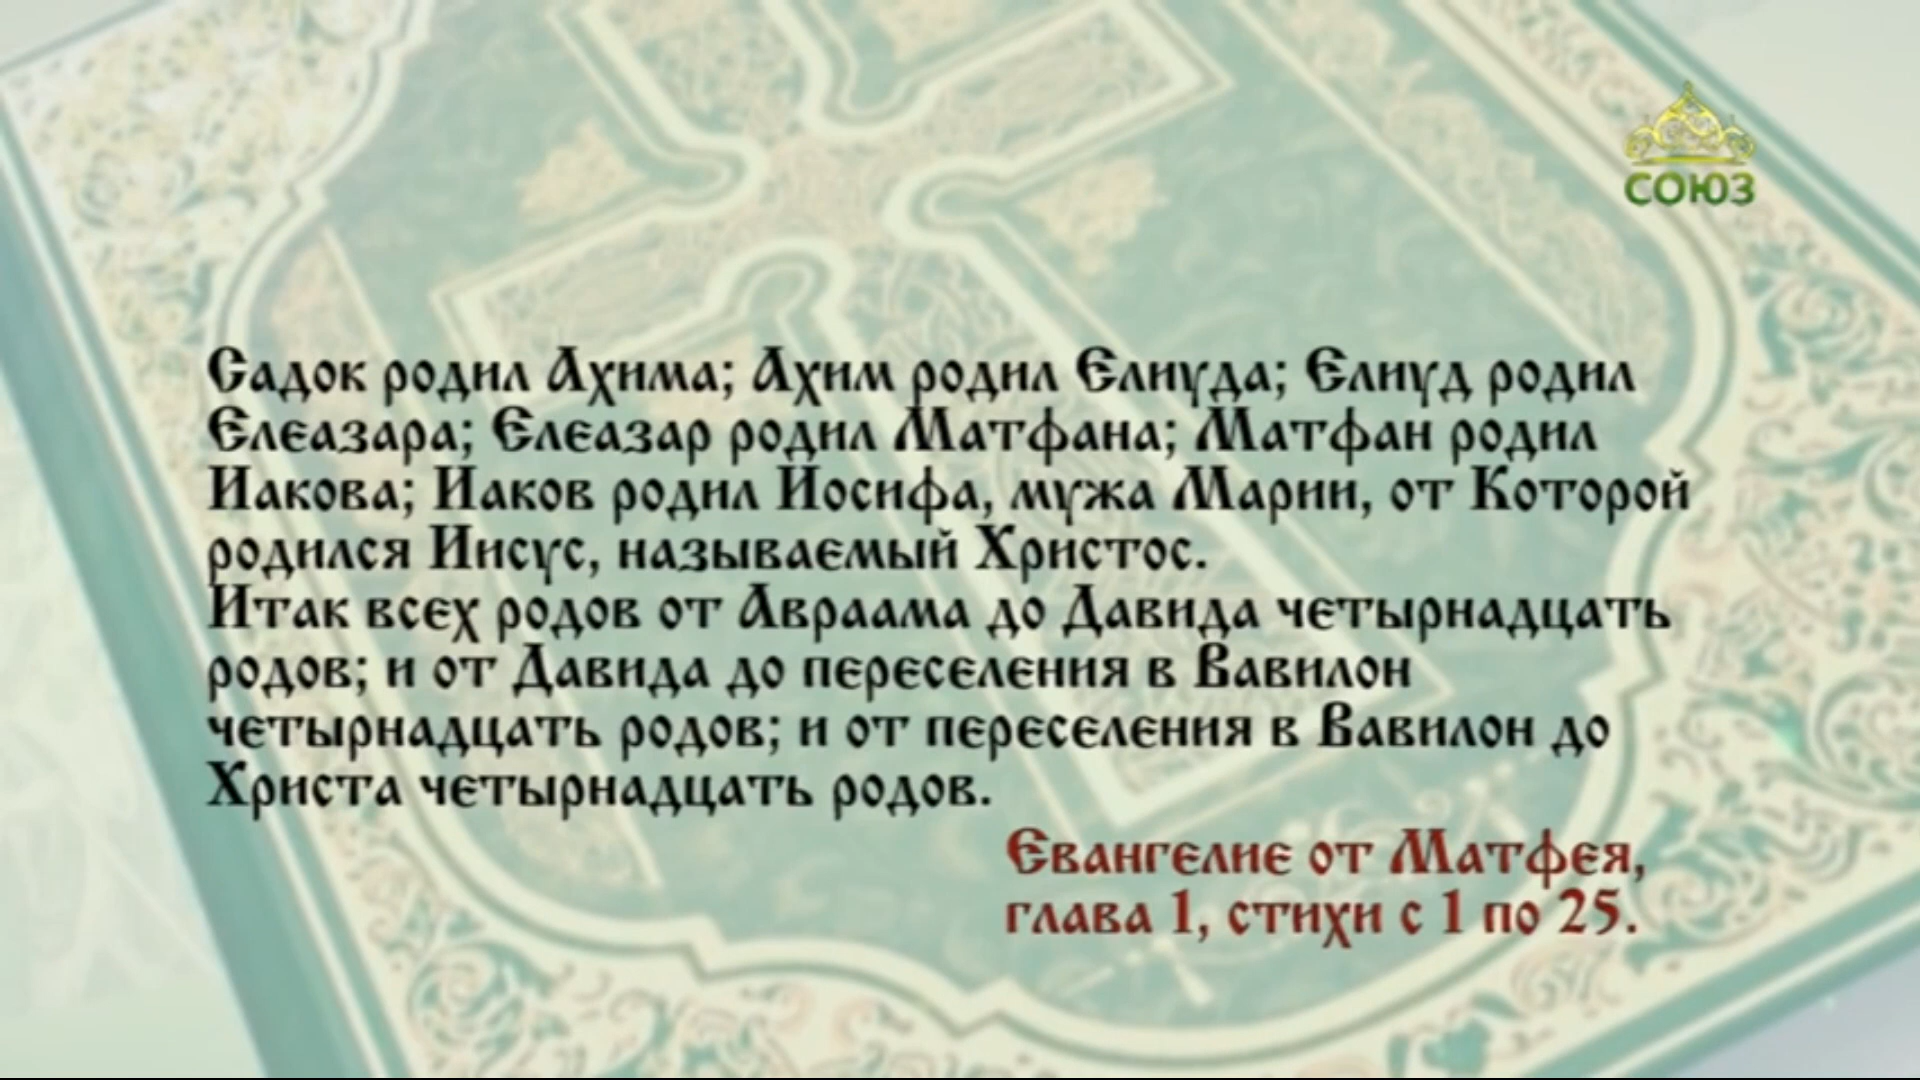 СОЮЗ
Садок родил Ахима; Ахим родил Елиуда; Елиуд родил
Елеазара; Елеазар родил Матфана; Матфан родил
Иакова; Иаков родил Иосифа, мужа Марии, от Которой
родился Иисус, называемый Христос.
Итак всех родов от Авраама до Давида четырнадцать
родов; и от Давида до переселения в Вавилон
четырнадцать родов; и от переселения в Вавилон до
Христа четырнадцать родов.
Евангелие от Матфея,
глава 1, стихи с 1 по 25.